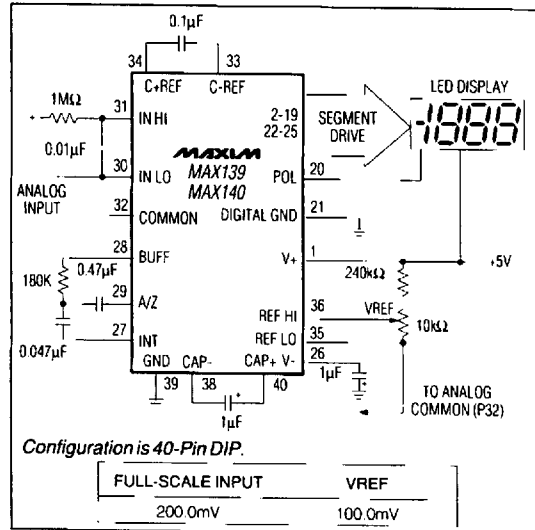 0.1µF
34
33
C+REF
C-REF
LED DISPLAY
1MΩ
31
IN HI
2-19
22-25
SEGMENT
DRIVE
-1888
+
0.01µF
MAXIM
MAX139
MAX140
30
IN LO
POL
20
ANALOG
INPUT
32
COMMON
DIGITAL GND
21
28
BUFF
V+
1
+5V
180K
0.47µF
240kΩ
29
A/Z
REF HI
36
VREF
10kΩ
27
INT
REF LO
35
0.047µF
GND
CAP-
CAP+
V-
26
1µF
39
38
40
1µF
TO ANALOG
COMMON (P32)
Configuration is 40-Pin DIP.
FULL-SCALE INPUT VREF
200.0mV 100.0mV